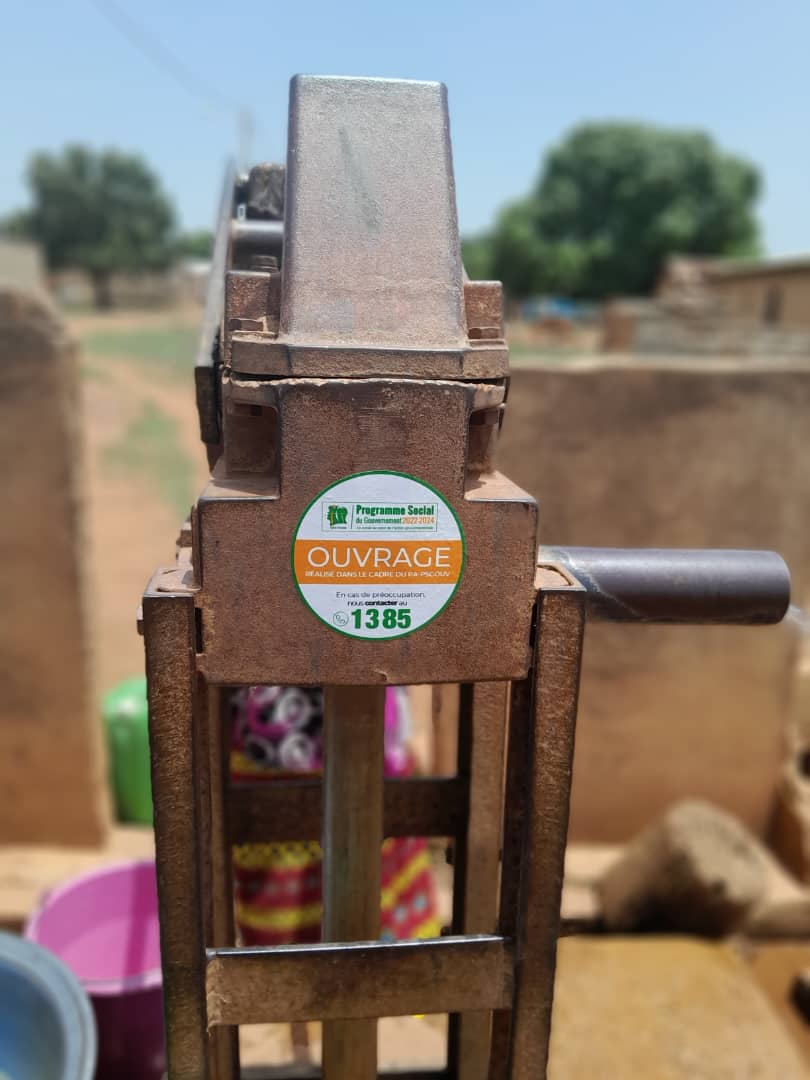 Programme Social
du Gouvernement 2022-2024
OUVRAGE
RÉALISÉ DANS LE CADRE DU PA-PSGOUV
En cas de préoccupation,
nous contacter au
1385